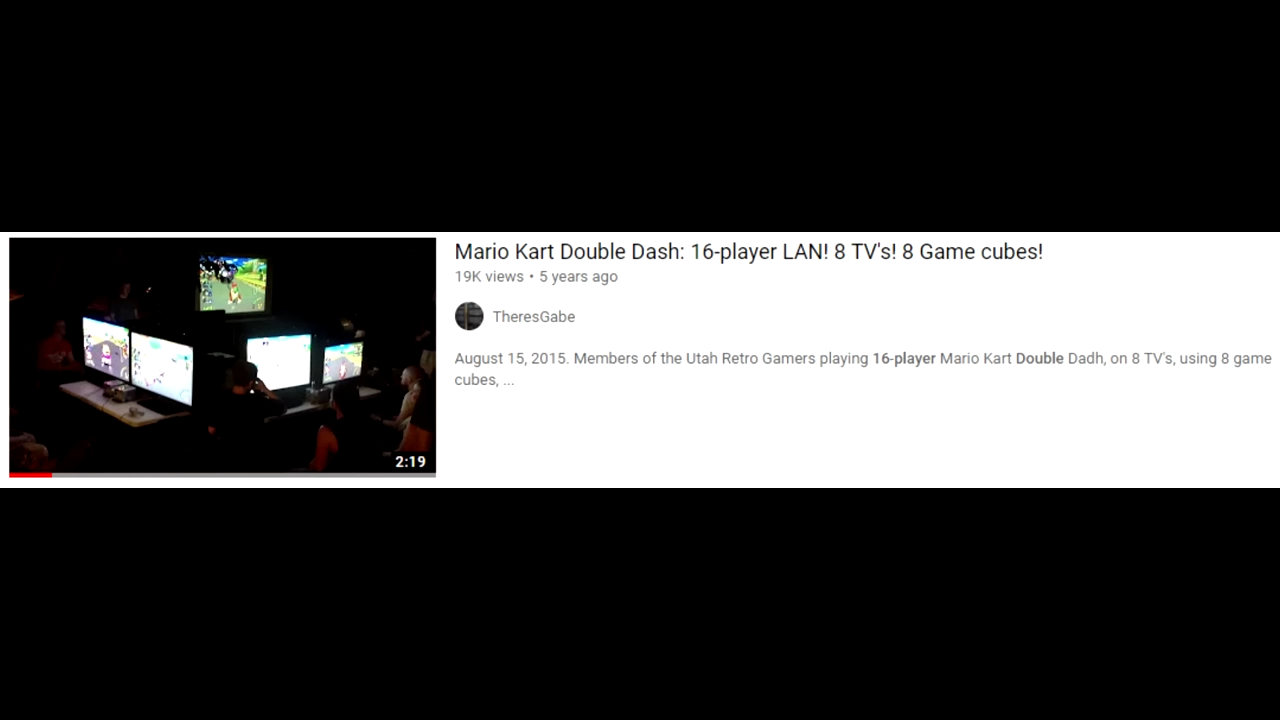 Mario Kart Double Dash: 16-player LAN! 8 TV's! 8 Game cubes!
19K views • 5 years ago
TheresGabe
August 15, 2015. Members of the Utah Retro Gamers playing 16-player Mario Kart Double Dadh, on 8 TV's, using 8 game
cubes, ...
2:19